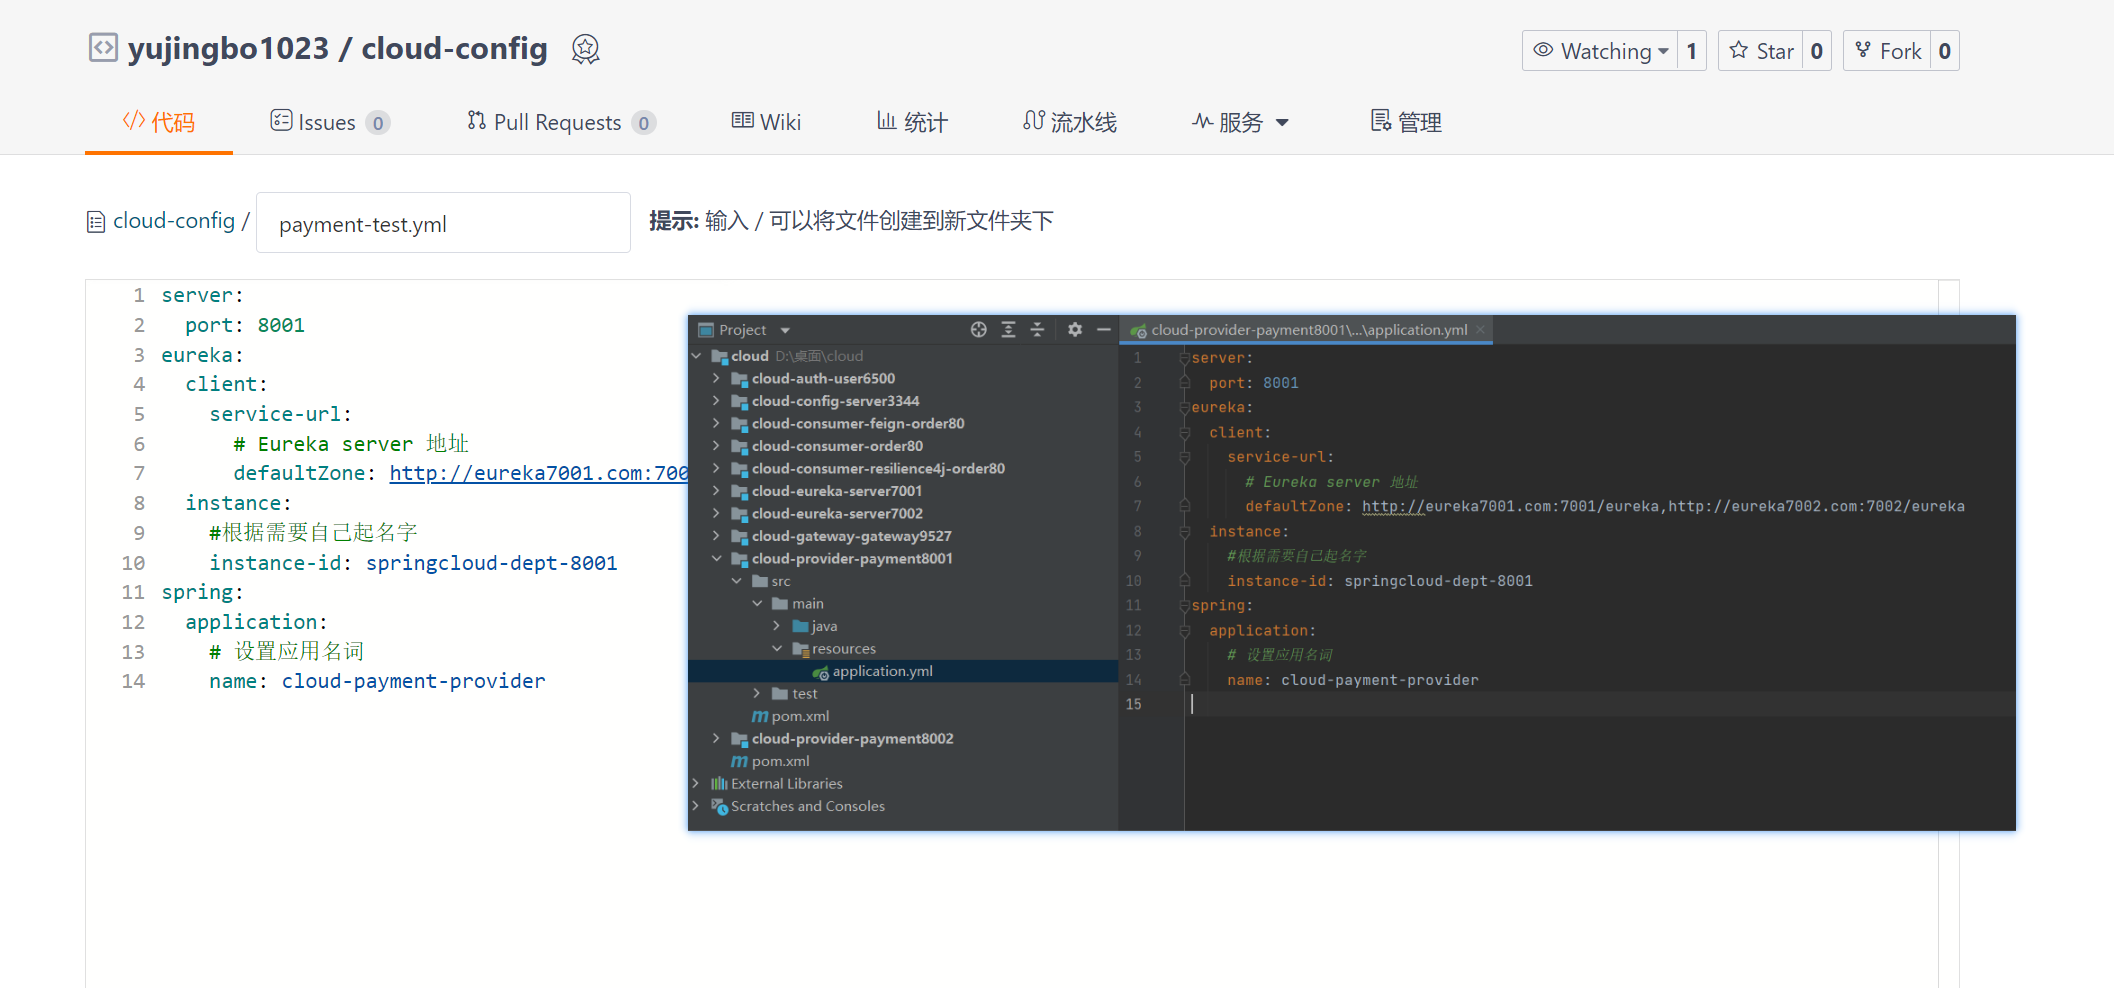 yujingbo1023 / cloud-config
Watching 1 Star 0 Fork 0
代码 Issues 0 Pull Requests 0 Wiki 统计 流水线 服务 管理
cloud-config / payment-test.yml 提示: 输入 / 可以将文件创建到新文件夹下
1 server:
2 port: 8001
3 eureka:
4 client:
5 service-url:
6 # Eureka server 地址
7 defaultZone: http://eureka7001.com:700
8 instance:
9 #根据需要自己起名字
10 instance-id: springcloud-dept-8001
11 spring:
12 application:
13 # 设置应用名词
14 name: cloud-payment-provider
Project
cloud D:\桌面\cloud
cloud-auth-user6500
cloud-config-server3344
cloud-consumer-feign-order80
cloud-consumer-order80
cloud-consumer-resilience4j-order80
cloud-eureka-server7001
cloud-eureka-server7002
cloud-gateway-gateway9527
cloud-provider-payment8001
src
main
java
resources
application.yml
test
pom.xml
cloud-provider-payment8002
pom.xml
External Libraries
Scratches and Consoles
cloud-provider-payment8001\...\application.yml
1 server:
2 port: 8001
3 eureka:
4 client:
5 service-url:
6 # Eureka server 地址
7 defaultZone: http://eureka7001.com:7001/eureka,http://eureka7002.com:7002/eureka
8 instance:
9 #根据需要自己起名字
10 instance-id: springcloud-dept-8001
11 spring:
12 application:
13 # 设置应用名词
14 name: cloud-payment-provider
15